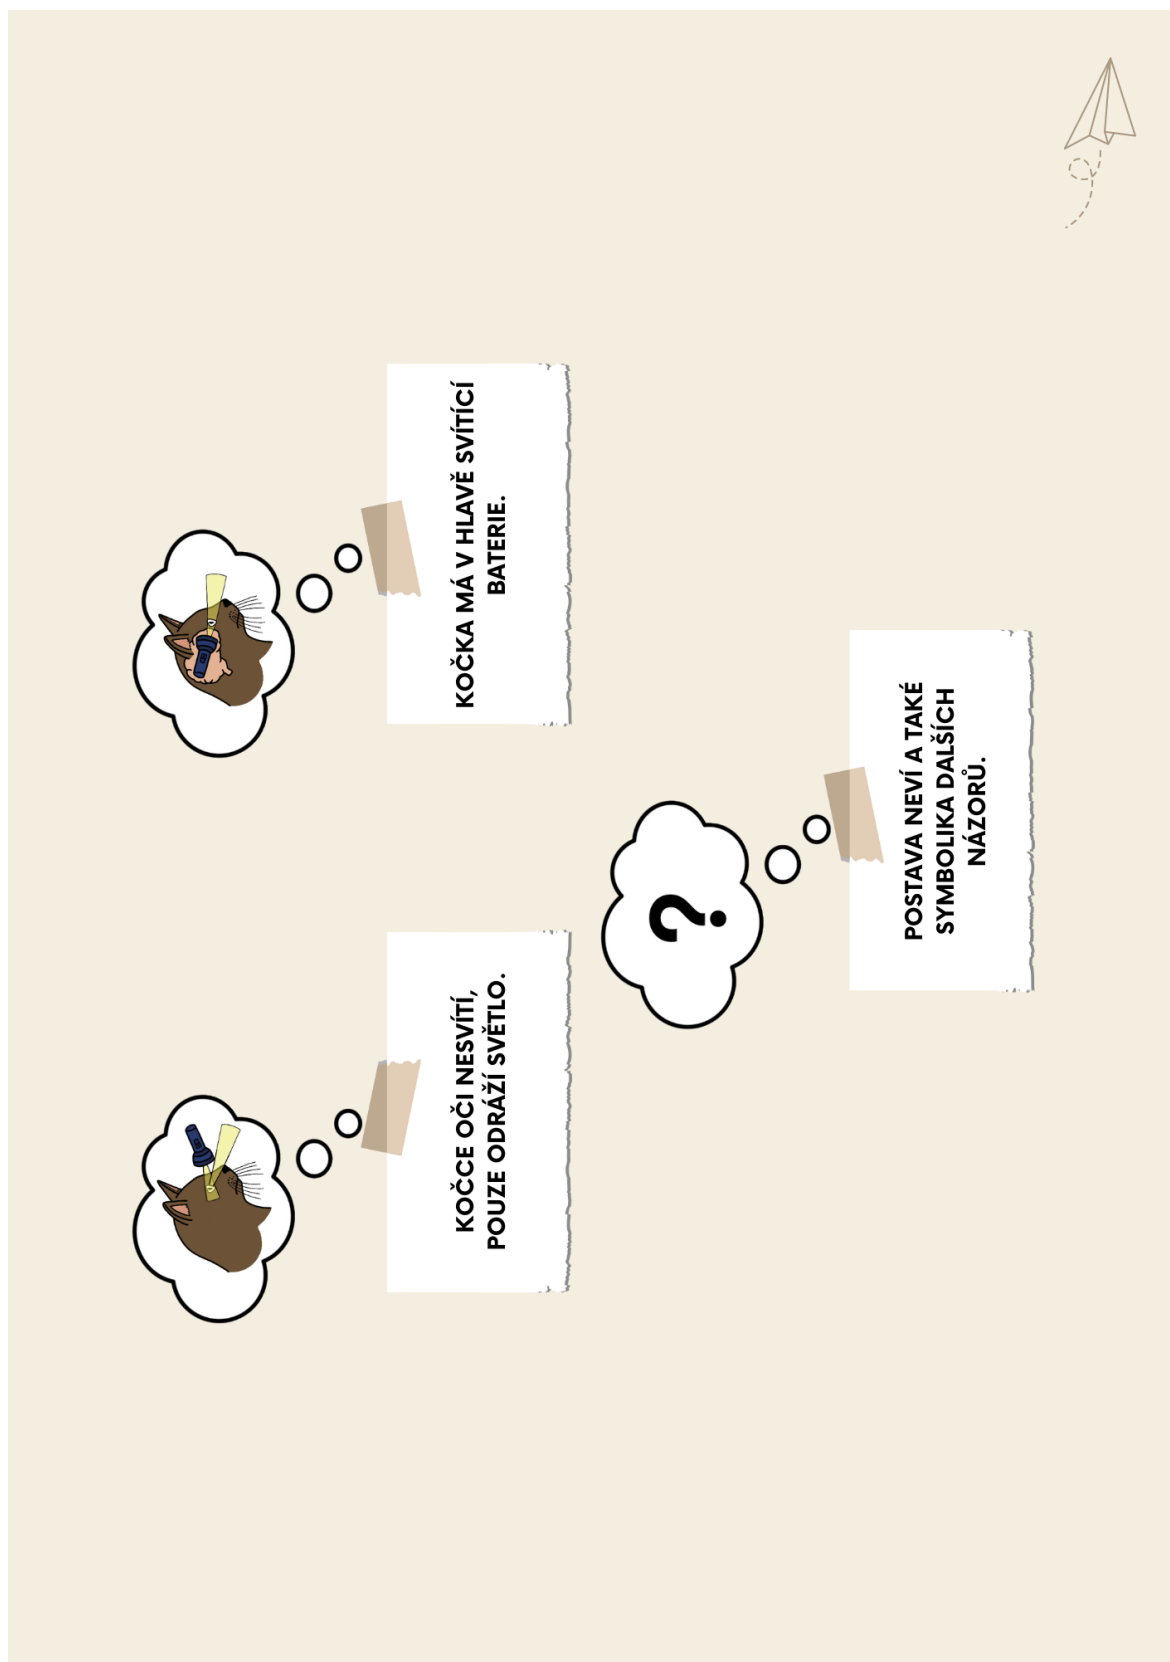 KOČCE OČI NESVÍTÍ,
POUZE ODRÁŽÍ SVĚTLO.
KOČKA MÁ V HLAVĚ SVÍTÍCÍ
BATERIE.
?
POSTAVA NEVÍ A TAKÉ
SYMBOLIKA DALŠÍCH
NÁZORŮ.